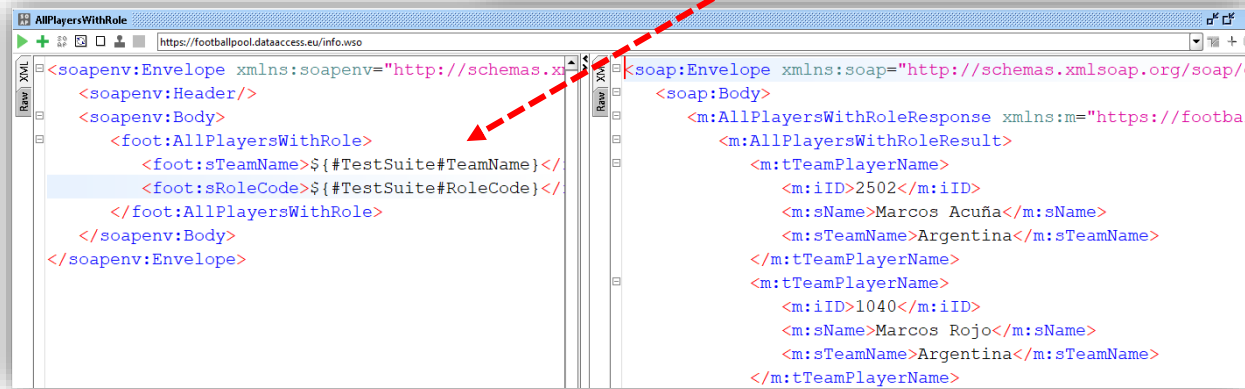 AllPlayersWithRole
https://footballpool.dataaccess.eu/info.wso
XML
Raw
<soapenv:Envelope xmlns:soapenv="http://schemas.x
<soapenv:Header/>
<soapenv:Body>
<foot:AllPlayersWithRole>
<foot:sTeamName>${#TestSuite#TeamName}</
<foot:sRoleCode>${#TestSuite#RoleCode}</
</foot:AllPlayersWithRole>
</soapenv:Body>
</soapenv:Envelope>
XML
Raw
<soap:Envelope xmlns:soap="http://schemas.xmlsoap.org/soap/
<soap:Body>
<m:AllPlayersWithRoleResponse xmlns:m="https://footba
<m:AllPlayersWithRoleResult>
<m:tTeamPlayerName>
<m:iID>2502</m:iID>
<m:sName>Marcos Acuña</m:sName>
<m:sTeamName>Argentina</m:sTeamName>
</m:tTeamPlayerName>
<m:tTeamPlayerName>
<m:iID>1040</m:iID>
<m:sName>Marcos Rojo</m:sName>
<m:sTeamName>Argentina</m:sTeamName>
</m:tTeamPlayerName>